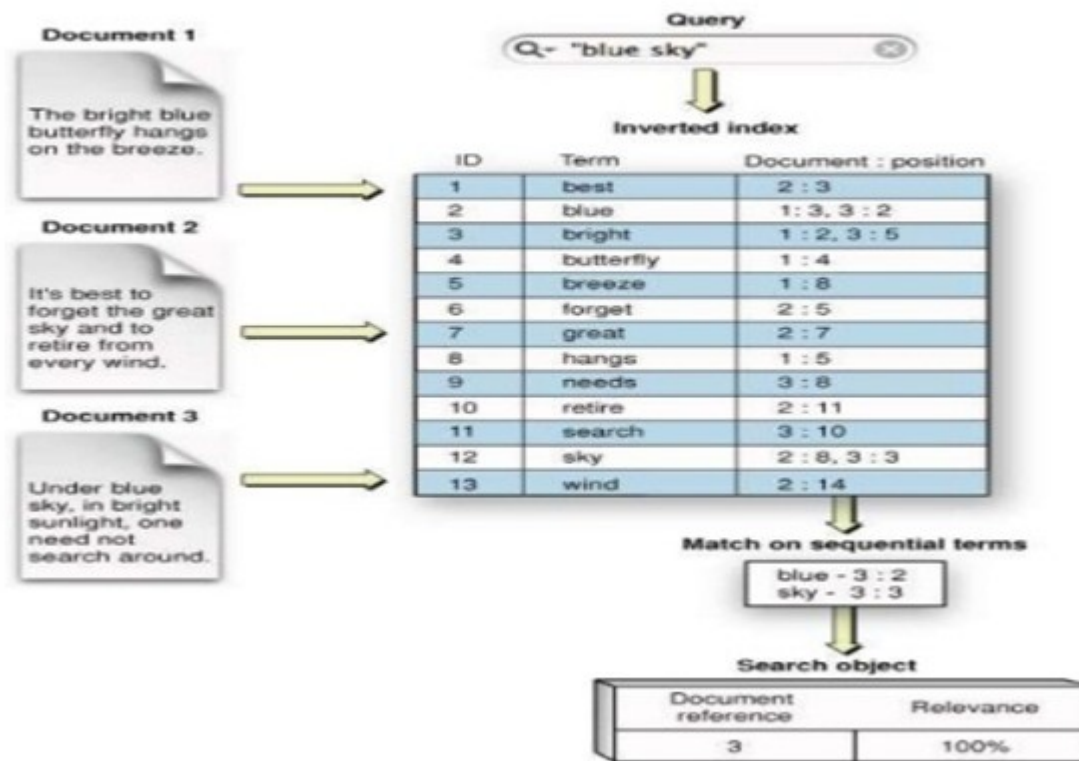 Document 1
The bright blue
butterfly hangs
on the breeze.
Document 2
It's best to
forget the great
sky and to
retire from
every wind.
Document 3
Under blue
sky, in bright
sunlight, one
need not
search around.
Query
"blue sky"
Inverted index
ID Term Document : position
1 best 2 : 3
2 blue 1: 3, 3 : 2
3 bright 1 : 2, 3 : 5
4 butterfly 1 : 4
5 breeze 1 : 8
6 forget 2 : 5
7 great 2 : 7
8 hangs 1 : 5
9 needs 3 : 8
10 retire 2 : 11
11 search 3 : 10
12 sky 2 : 8, 3 : 3
13 wind 2 : 14
Match on sequential terms
blue - 3 : 2
sky - 3 : 3
Search object
Document reference Relevance
3 100%